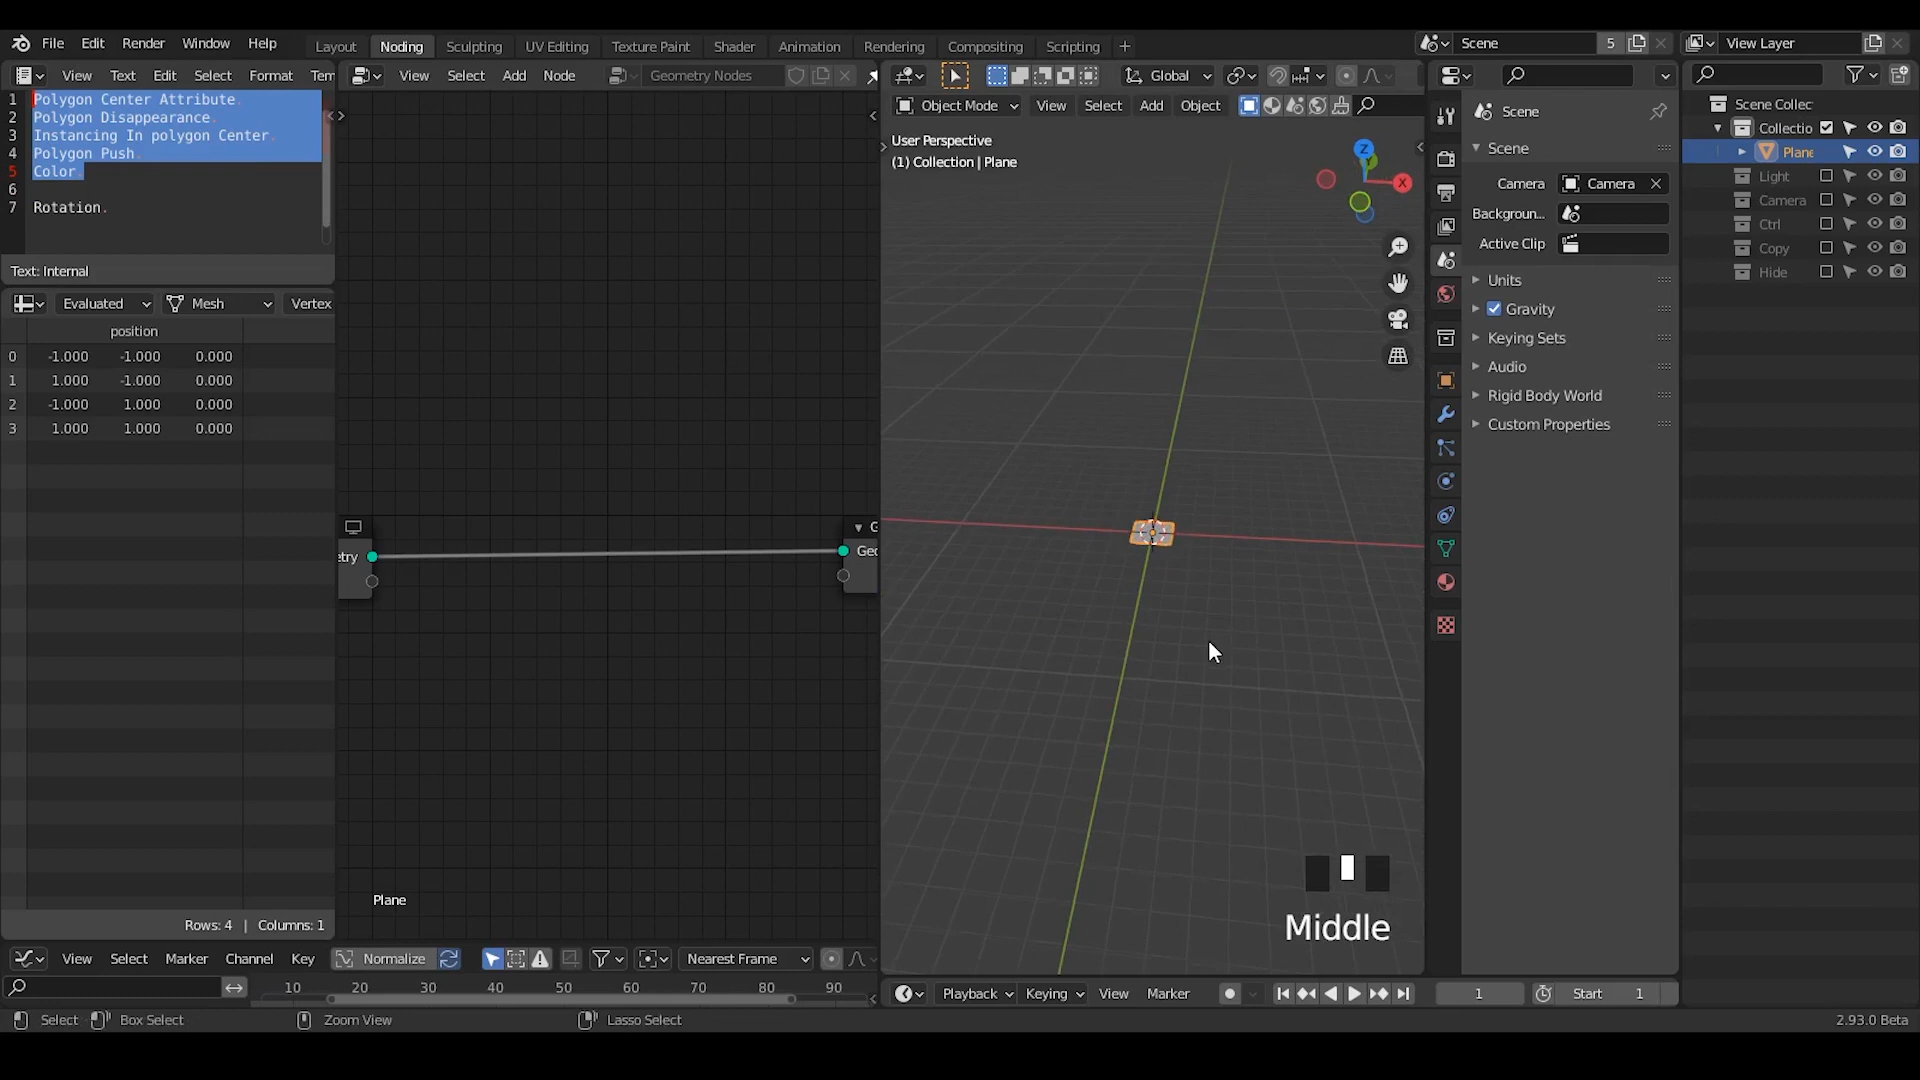 File Edit Render Window Help Layout Noding Sculpting UV Editing Texture Paint Shader Animation Rendering Compositing Scripting Scene 5 View Layer
View Text Edit Select Format View Select Add Node Geometry Nodes Global
1 Polygon Center Attribute.
2 Polygon Disappearance.
3 Instancing In polygon Center.
4 Polygon Push.
5 Color.
6
7 Rotation.
Text: Internal
Evaluated Mesh Vertex
position
0 -1.000 -1.000 0.000
1 1.000 -1.000 0.000
2 -1.000 1.000 0.000
3 1.000 1.000 0.000
Rows: 4 | Columns: 1
Plane
Object Mode View Select Add Object
User Perspective
(1) Collection | Plane
Z
X
Middle
Scene
Scene
Camera Camera
Active Clip
Units
Gravity
Keying Sets
Audio
Rigid Body World
Custom Properties
Plane
Light
Camera
Ctrl
Copy
Hide
View Select Marker Channel Key Normalize Nearest Frame
10 20 30 40 50 60 70 80 90
Playback Keying View Marker 1 Start 1
Select Box Select Zoom View Lasso Select 2.93.0 Beta